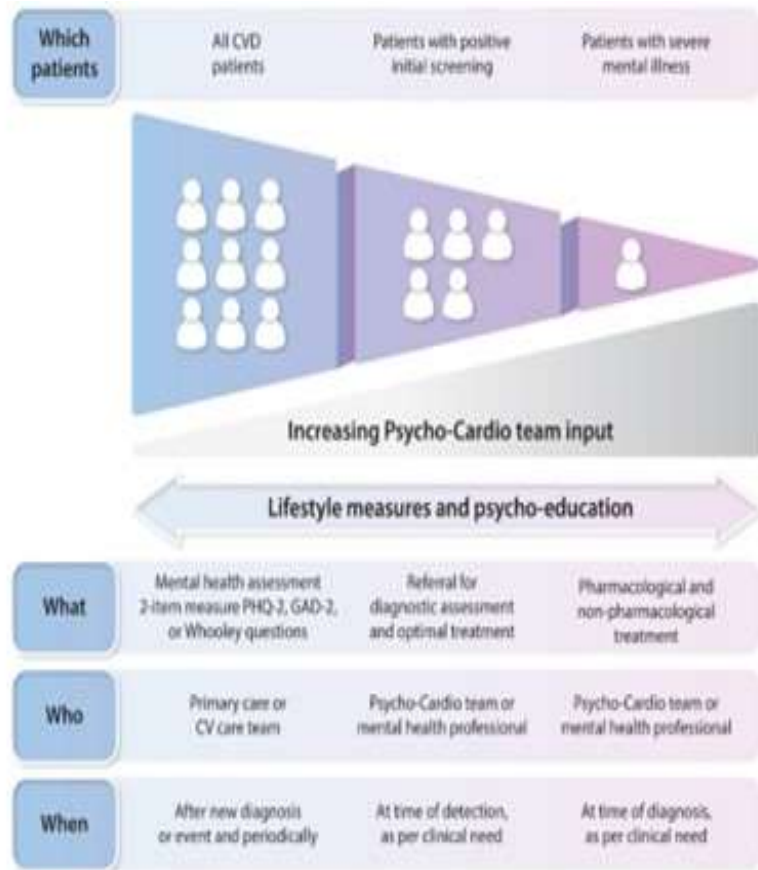 Which
patients
All CVD
patients
Patients with positive
initial screening
Patients with severe
mental illness
Increasing Psycho-Cardio team input
Lifestyle measures and psycho-education
What
Mental health assessment
2-item measure PHQ-2, GAD-2,
or Whooley questions
Referral for
diagnostic assessment
and optimal treatment
Pharmacological and
non-pharmacological
treatment
Who
Primary care or
CV care team
Psycho-Cardio team or
mental health professional
Psycho-Cardio team or
mental health professional
When
After new diagnosis
or event and periodically
At time of detection,
as per clinical need
At time of diagnosis,
as per clinical need